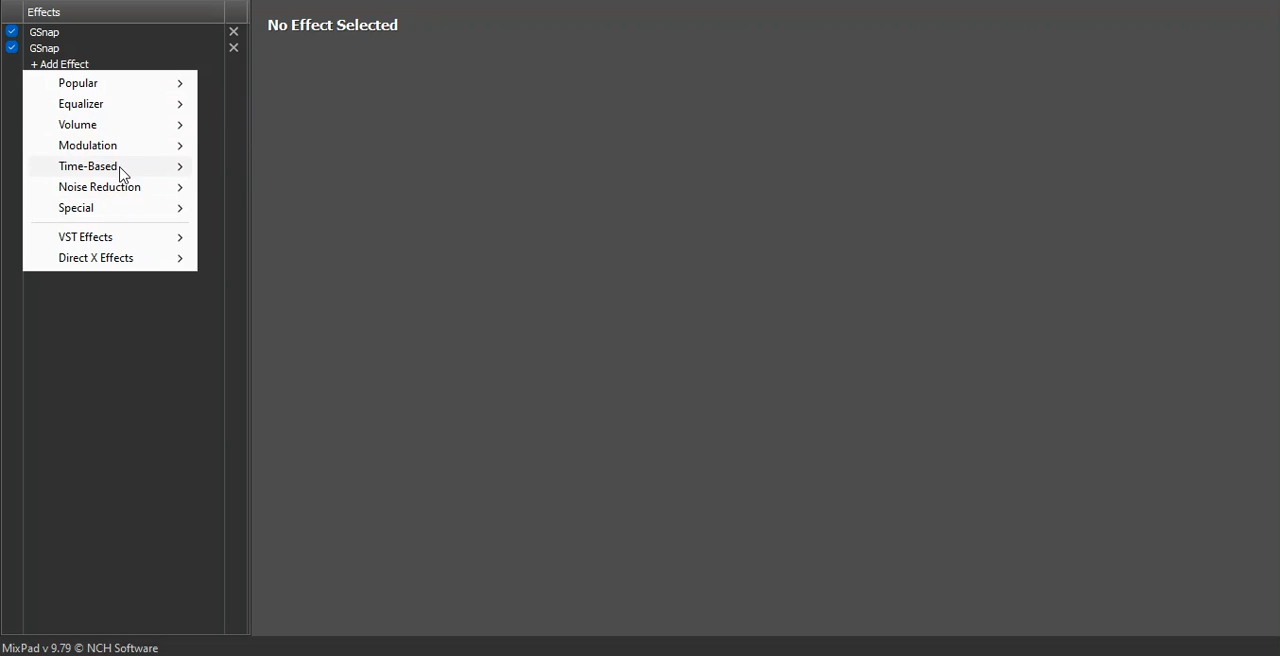 Effects
No Effect Selected
GSnap
GSnap
+ Add Effect
Popular
Equalizer
Volume
Modulation
Time-Based
Noise Reduction
Special
VST Effects
Direct X Effects
MixPad v 9.79 © NCH Software